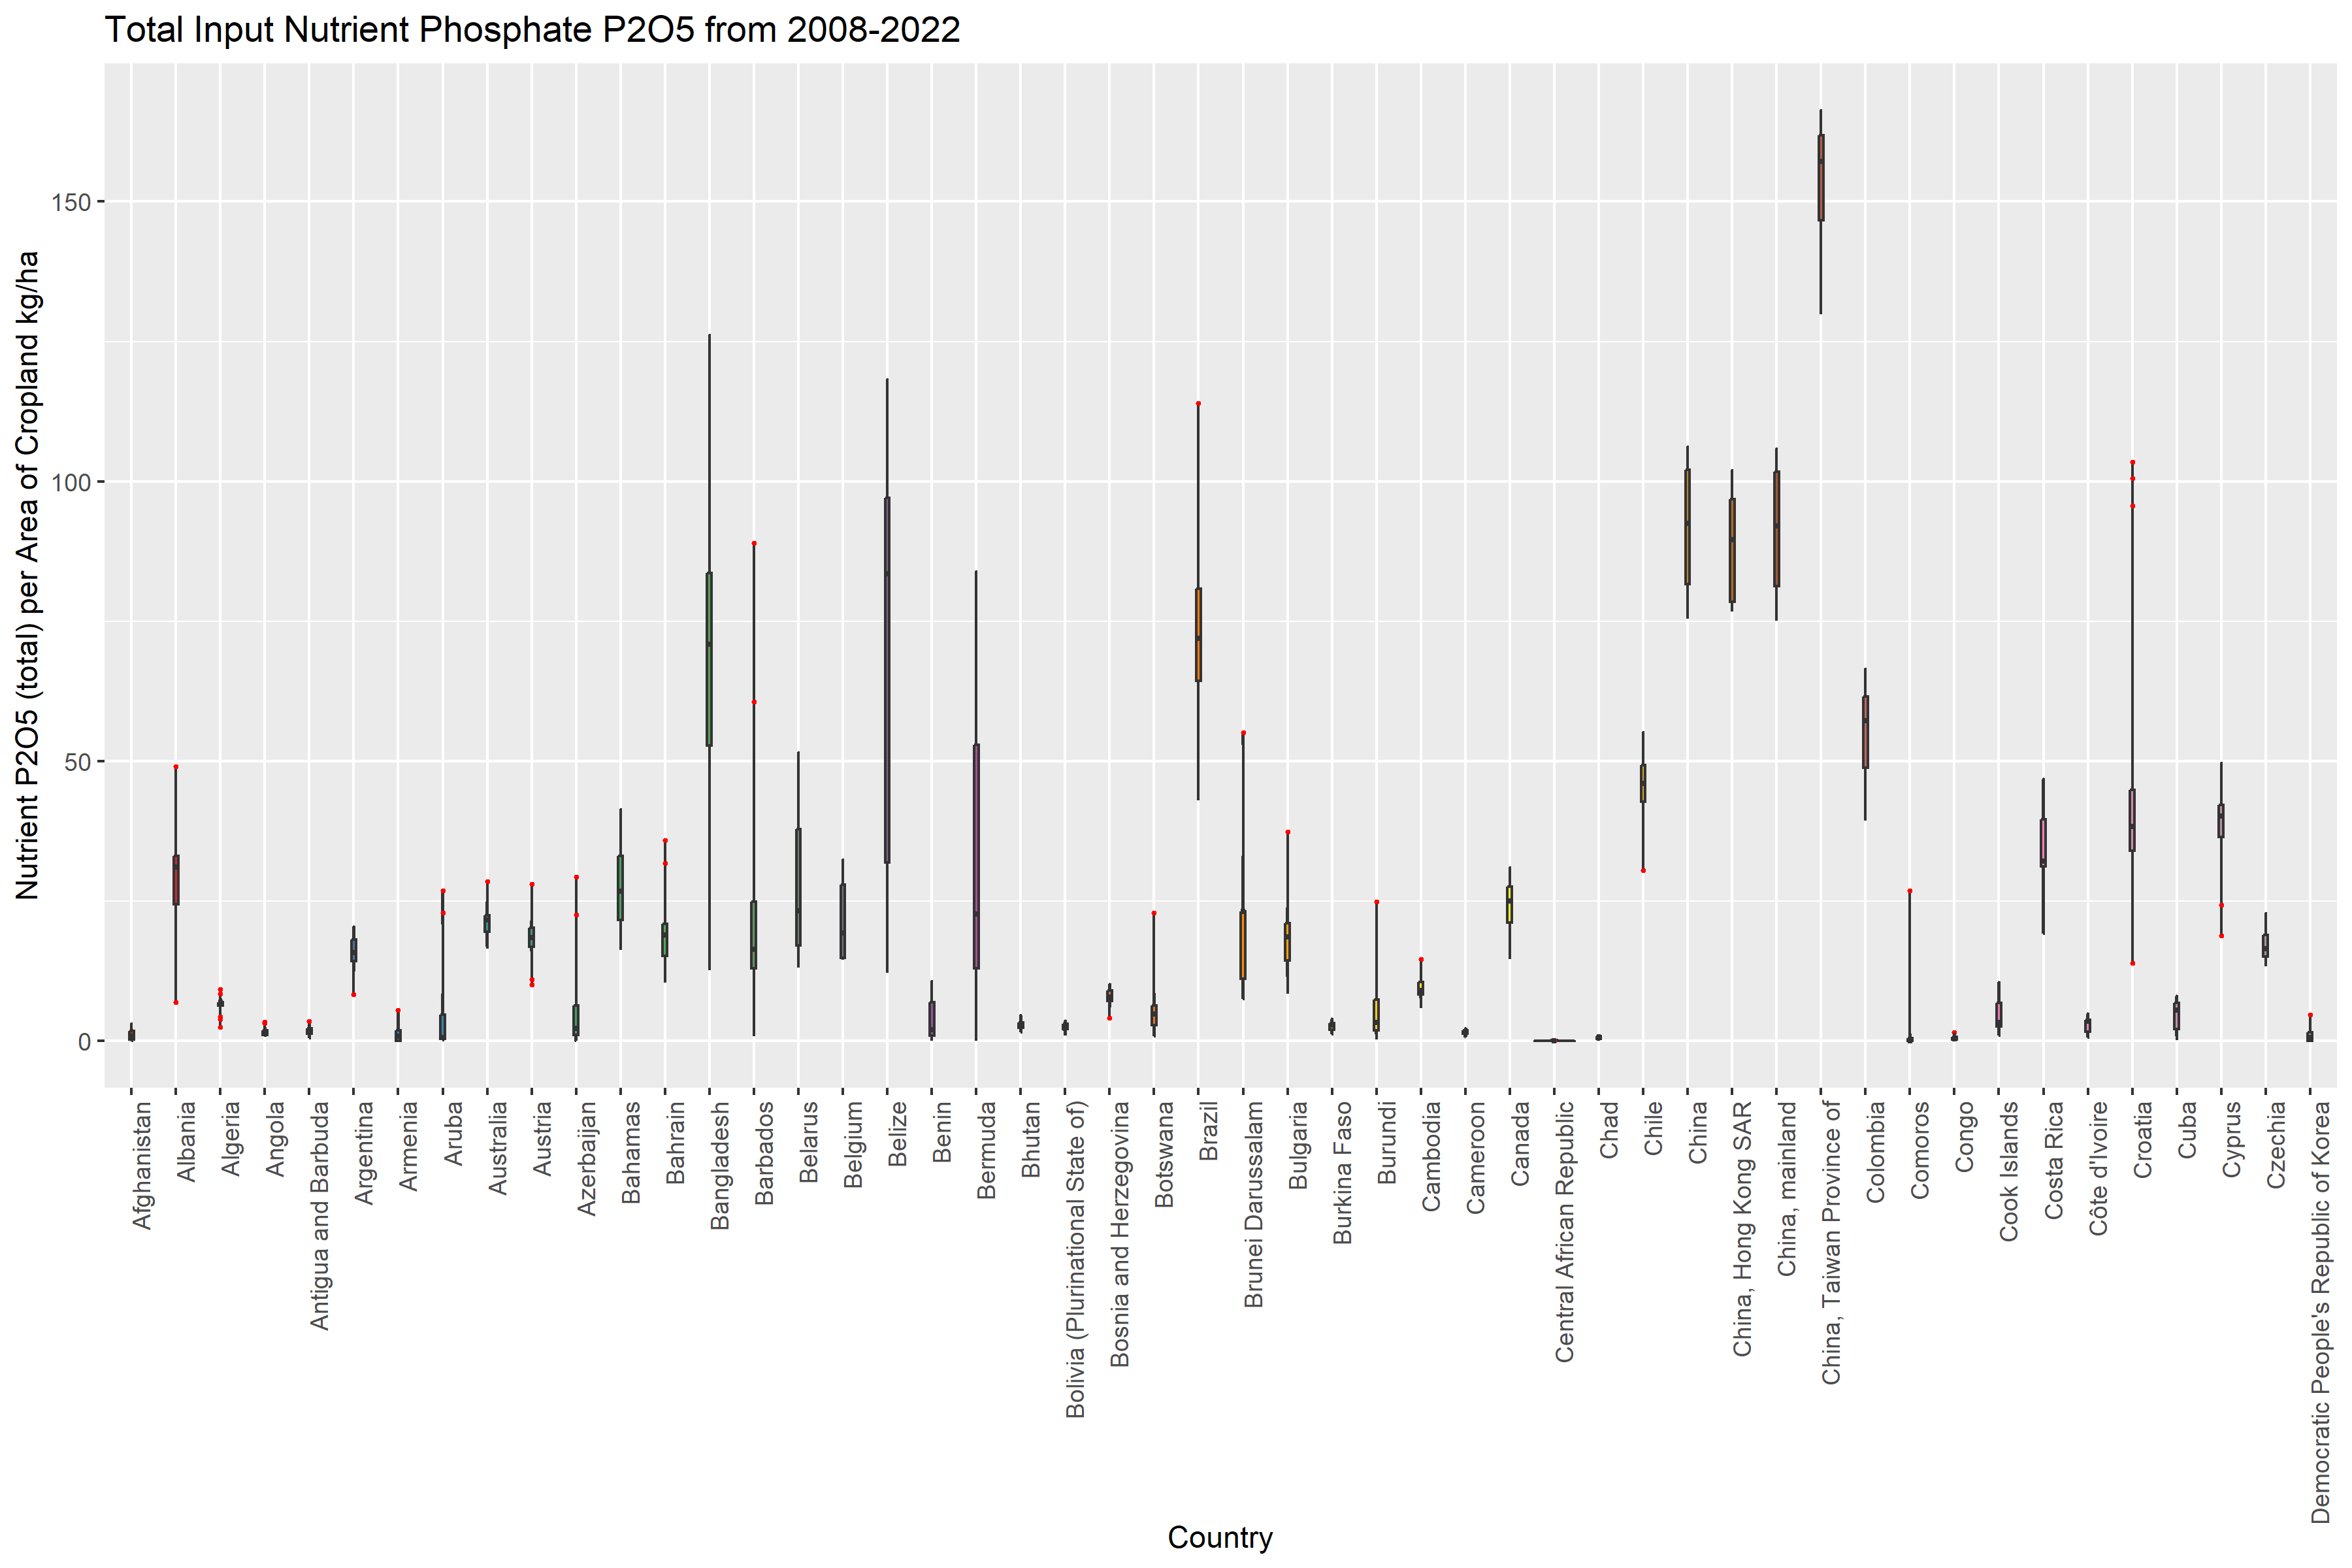 Total Input Nutrient Phosphate P2O5 from 2008-2022
Nutrient P2O5 (total) per Area of Cropland kg/ha
150
100
50
0
Afghanistan
Albania
Algeria
Angola
Antigua and Barbuda
Argentina
Armenia
Aruba
Australia
Austria
Azerbaijan
Bahamas
Bahrain
Bangladesh
Barbados
Belarus
Belgium
Belize
Benin
Bermuda
Bhutan
Bolivia (Plurinational State of)
Bosnia and Herzegovina
Botswana
Brazil
Brunei Darussalam
Bulgaria
Burkina Faso
Burundi
Cambodia
Cameroon
Canada
Central African Republic
Chad
Chile
China
China, Hong Kong SAR
China, mainland
China, Taiwan Province of
Colombia
Comoros
Congo
Cook Islands
Costa Rica
Côte d'Ivoire
Croatia
Cuba
Cyprus
Czechia
Democratic People's Republic of Korea
Country